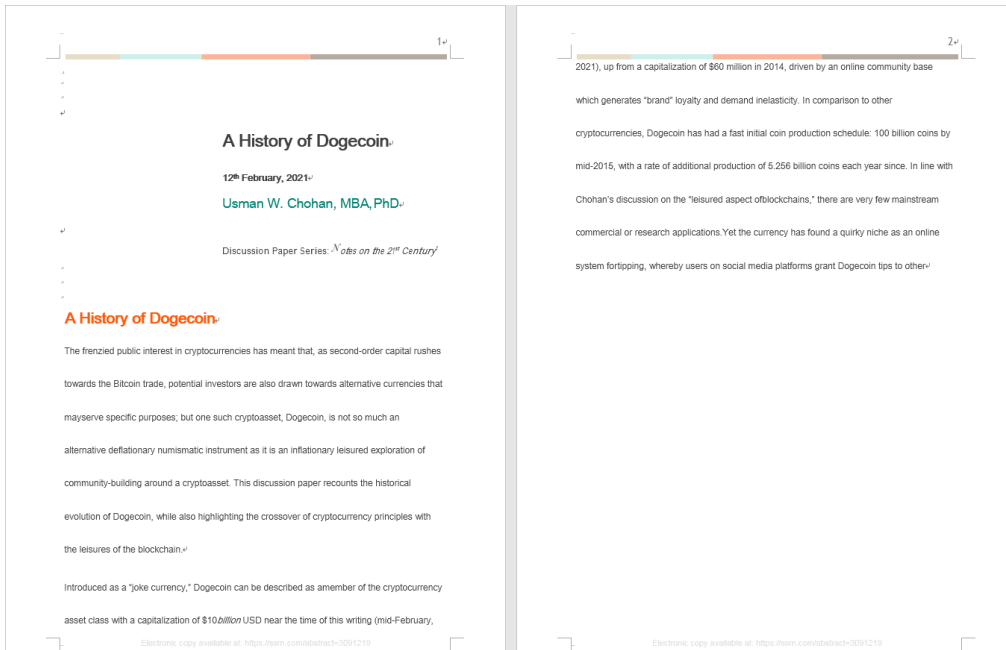 1
A History of Dogecoin
12th February, 2021
Usman W. Chohan, MBA,PhD
Discussion Paper Series: Notes on the 21st Century1
A History of Dogecoin
The frenzied public interest in cryptocurrencies has meant that, as second-order capital rushes
towards the Bitcoin trade, potential investors are also drawn towards alternative currencies that
mayserve specific purposes; but one such cryptoasset, Dogecoin, is not so much an
alternative deflationary numismatic instrument as it is an inflationary leisured exploration of
community-building around a cryptoasset. This discussion paper recounts the historical
evolution of Dogecoin, while also highlighting the crossover of cryptocurrency principles with
the leisures of the blockchain.
Introduced as a "joke currency," Dogecoin can be described as amember of the cryptocurrency
asset class with a capitalization of $10billion USD near the time of this writing (mid-February,
Electronic copy available at: https://ssrn.com/abstract=3091219
2
2021), up from a capitalization of $60 million in 2014, driven by an online community base
which generates "brand" loyalty and demand inelasticity. In comparison to other
cryptocurrencies, Dogecoin has had a fast initial coin production schedule: 100 billion coins by
mid-2015, with a rate of additional production of 5.256 billion coins each year since. In line with
Chohan's discussion on the "leisured aspect ofblockchains," there are very few mainstream
commercial or research applications.Yet the currency has found a quirky niche as an online
system fortipping, whereby users on social media platforms grant Dogecoin tips to other
Electronic copy available at: https://ssrn.com/abstract=3091219